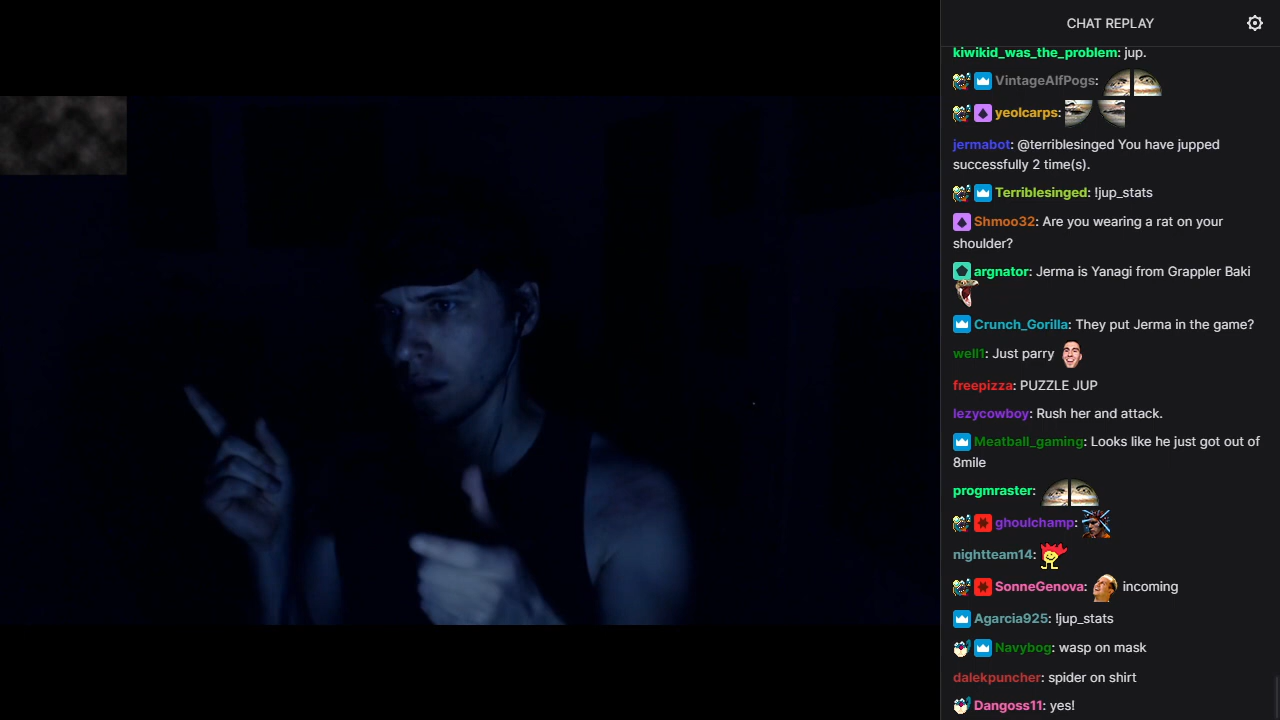 CHAT REPLAY
kiwikid_was_the_problem: jup.
VintageAlfPogs:
yeolcarps:
jermabot: @terriblesinged You have jupped
successfully 2 time(s).
Terriblesinged: !jup_stats
Shmoo32: Are you wearing a rat on your
shoulder?
argnator: Jerma is Yanagi from Grappler Baki
Crunch_Gorilla: They put Jerma in the game?
well1: Just parry
freepizza: PUZZLE JUP
lezycowboy: Rush her and attack.
Meatball_gaming: Looks like he just got out of
8mile
progmraster:
ghoulchamp:
nightteam14:
SonneGenova: incoming
Agarcia925: !jup_stats
Navybog: wasp on mask
dalekpuncher: spider on shirt
Dangoss11: yes!